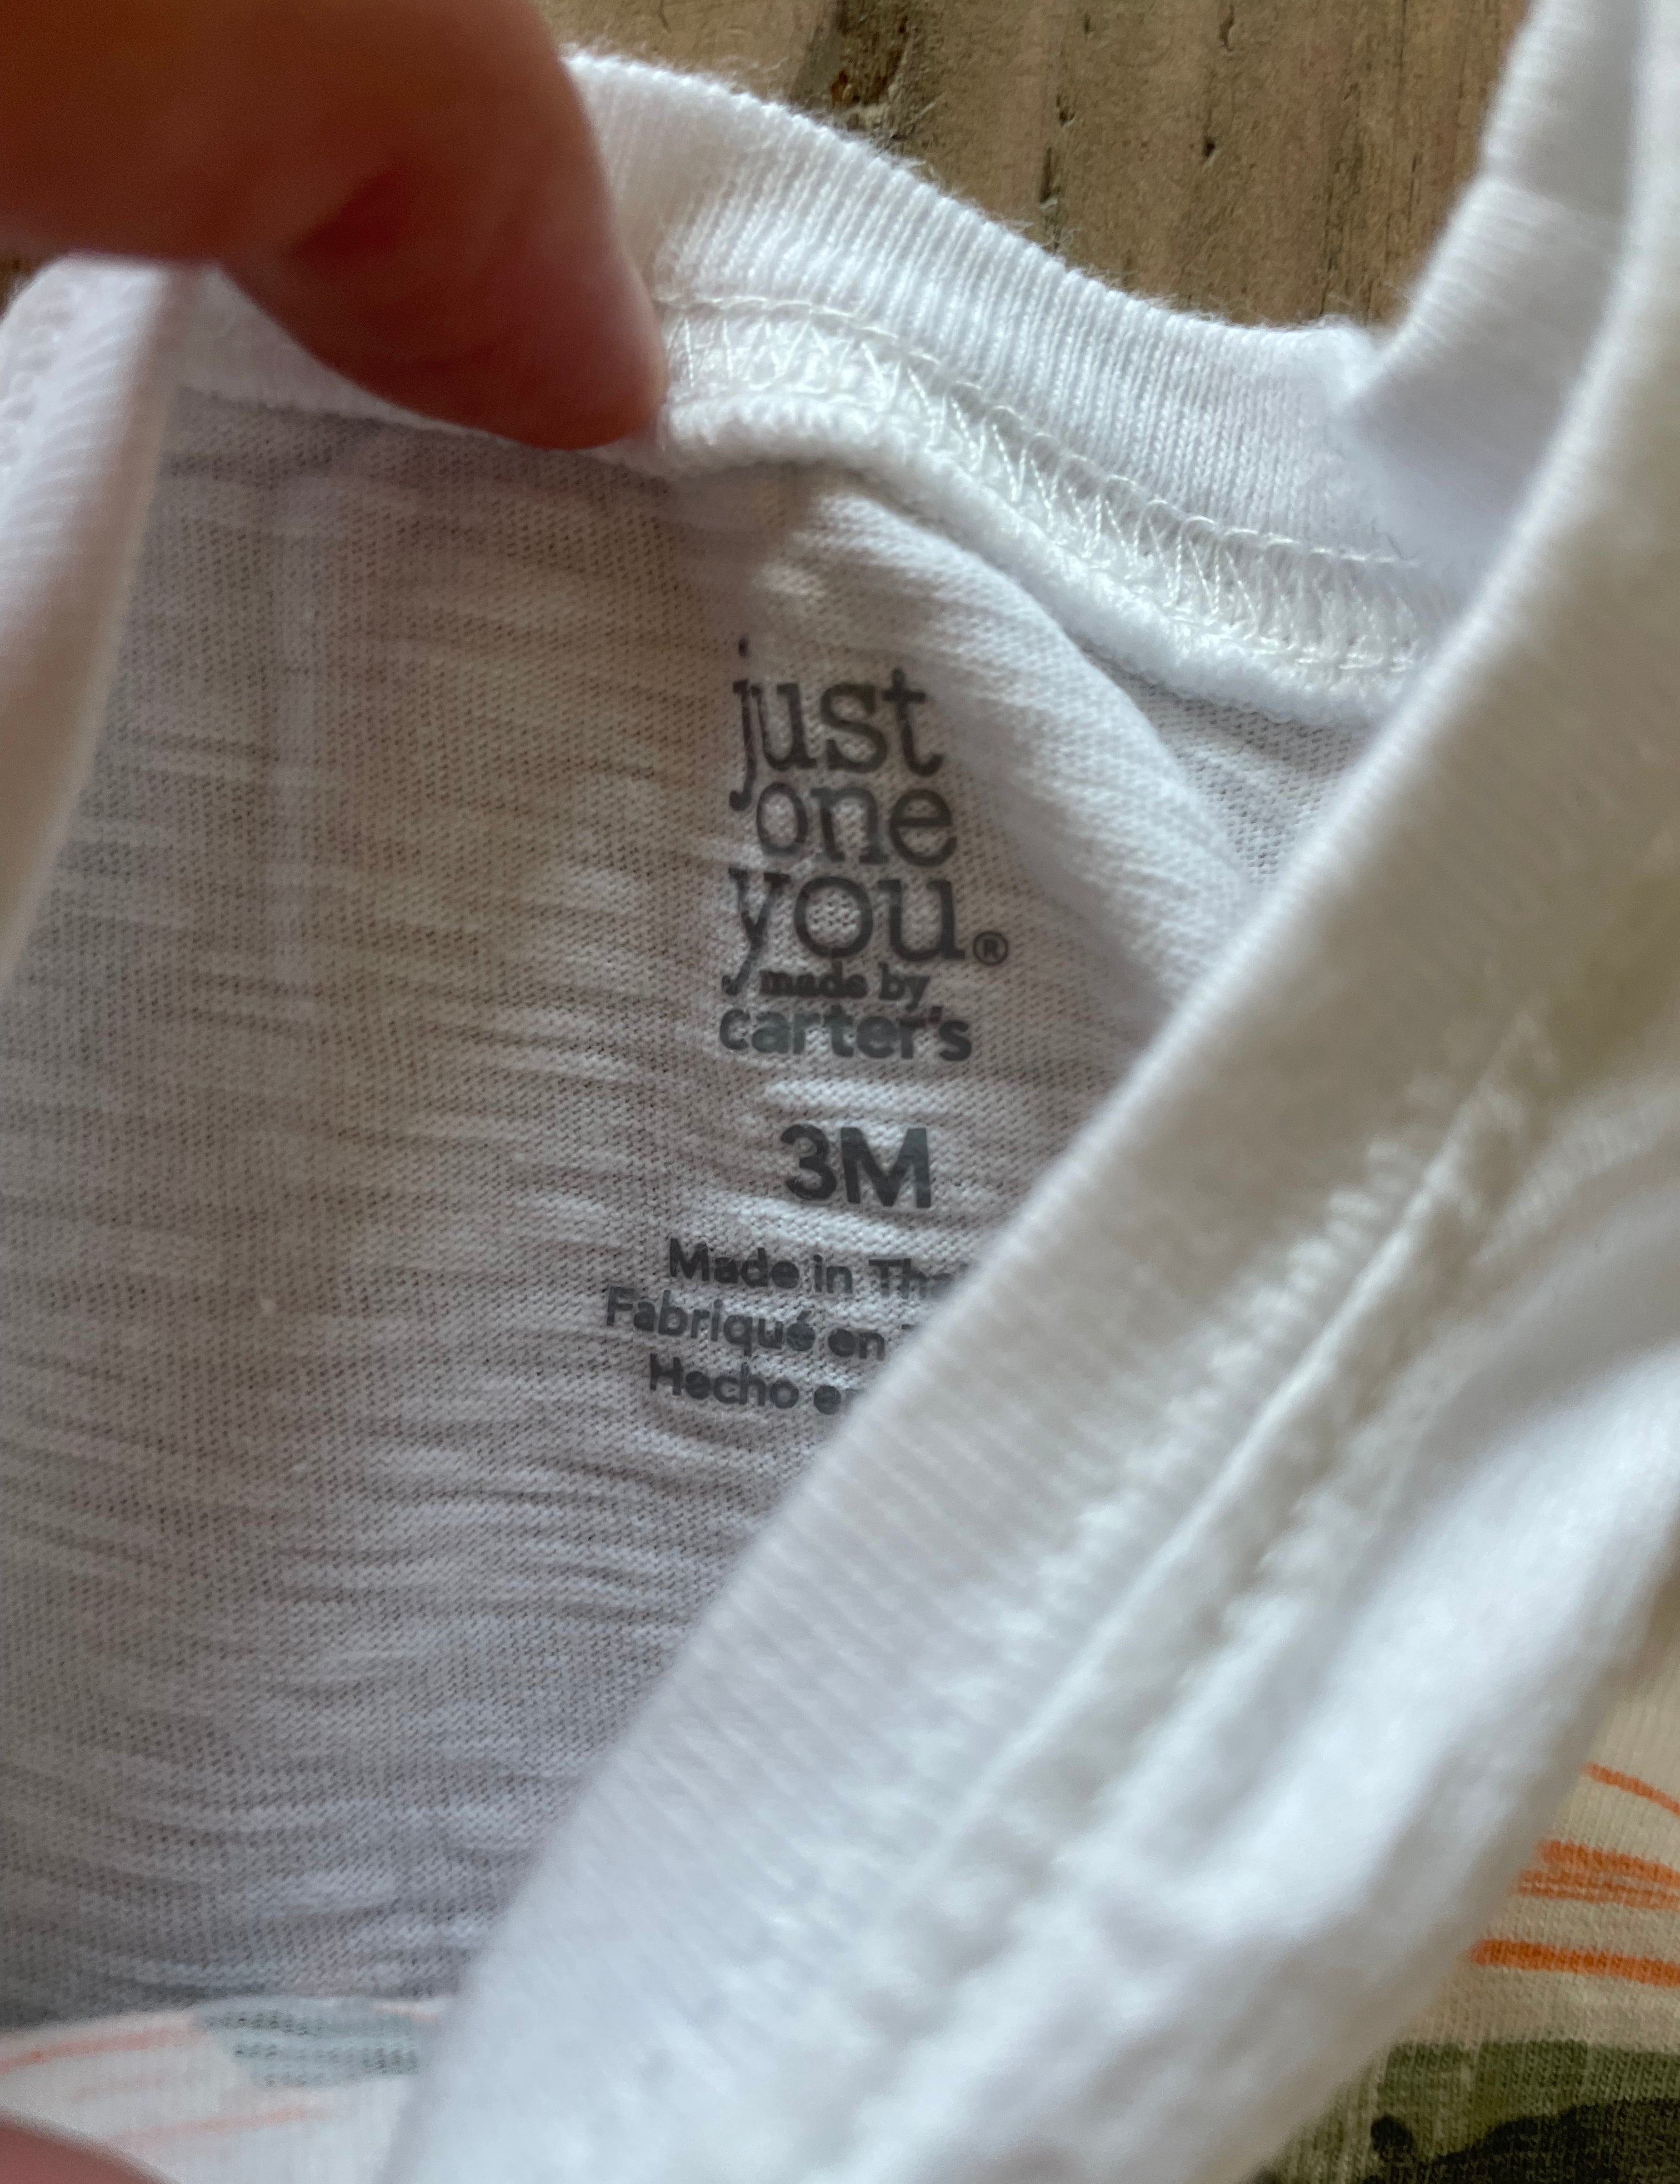 just
one
you®
made by
carter's
3M
Made in
Fabriqué en
Hecho